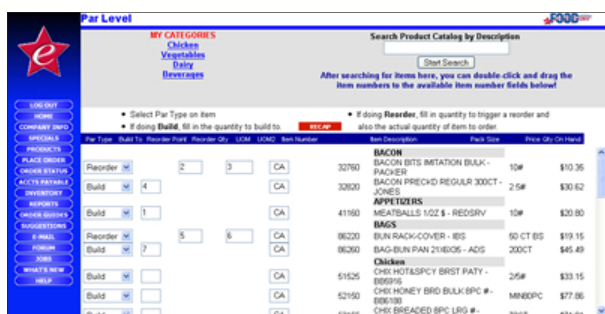 Par Level
FOOD
e
MY CATEGORIES
Chicken
Vegetables
Dairy
Beverages
Search Product Catalog by Description
Start Search
After searching for items here, you can double-click and drag the
item numbers to the available item number fields below!
• Select Par Type on item
• If doing Build, fill in the quantity to build to.
RECAP
• If doing Reorder, fill in quantity to trigger a reorder and
also the actual quantity of item to order.
LOG OUT
HOME
COMPANY INFO
SPECIALS
PRODUCTS
PLACE ORDER
ORDER STATUS
ACCTS PAYABLE
INVENTORY
REPORTS
ORDER GUIDES
SUGGESTIONS
E-MAIL
FORUM
JOBS
WHAT'S NEW
HELP
Par Type Build To Reorder Point Reorder Qty UOM UOM2 Item Number Item Description Pack Size Price Qty On Hand
BACON
Reorder 2 3 CA 32760 BACON BITS IMITATION BULK - PACKER 10# $10.35
Build 4 CA 32820 BACON PRECKD REGULR 300CT - JONES 2.5# $30.62
APPETIZERS
Build 1 CA 41160 MEATBALLS 1/2Z $ - REDSRV 10# $20.80
BAGS
Reorder 5 6 CA 86220 BUN RACK-COVER - IBS 50 CT BS $19.15
Build 7 CA 86260 BAG-BUN PAN 21X6X35 - ADS 200CT $45.49
Chicken
Build CA 51525 CHIX HOT&SPCY BRST PATY - BB5916 2/5# $33.15
Build CA 52150 CHIX HONEY BRD BULK 8PC # - BB6188 MIN80PC $77.86
CHIX BREADED 8PC LRG # -